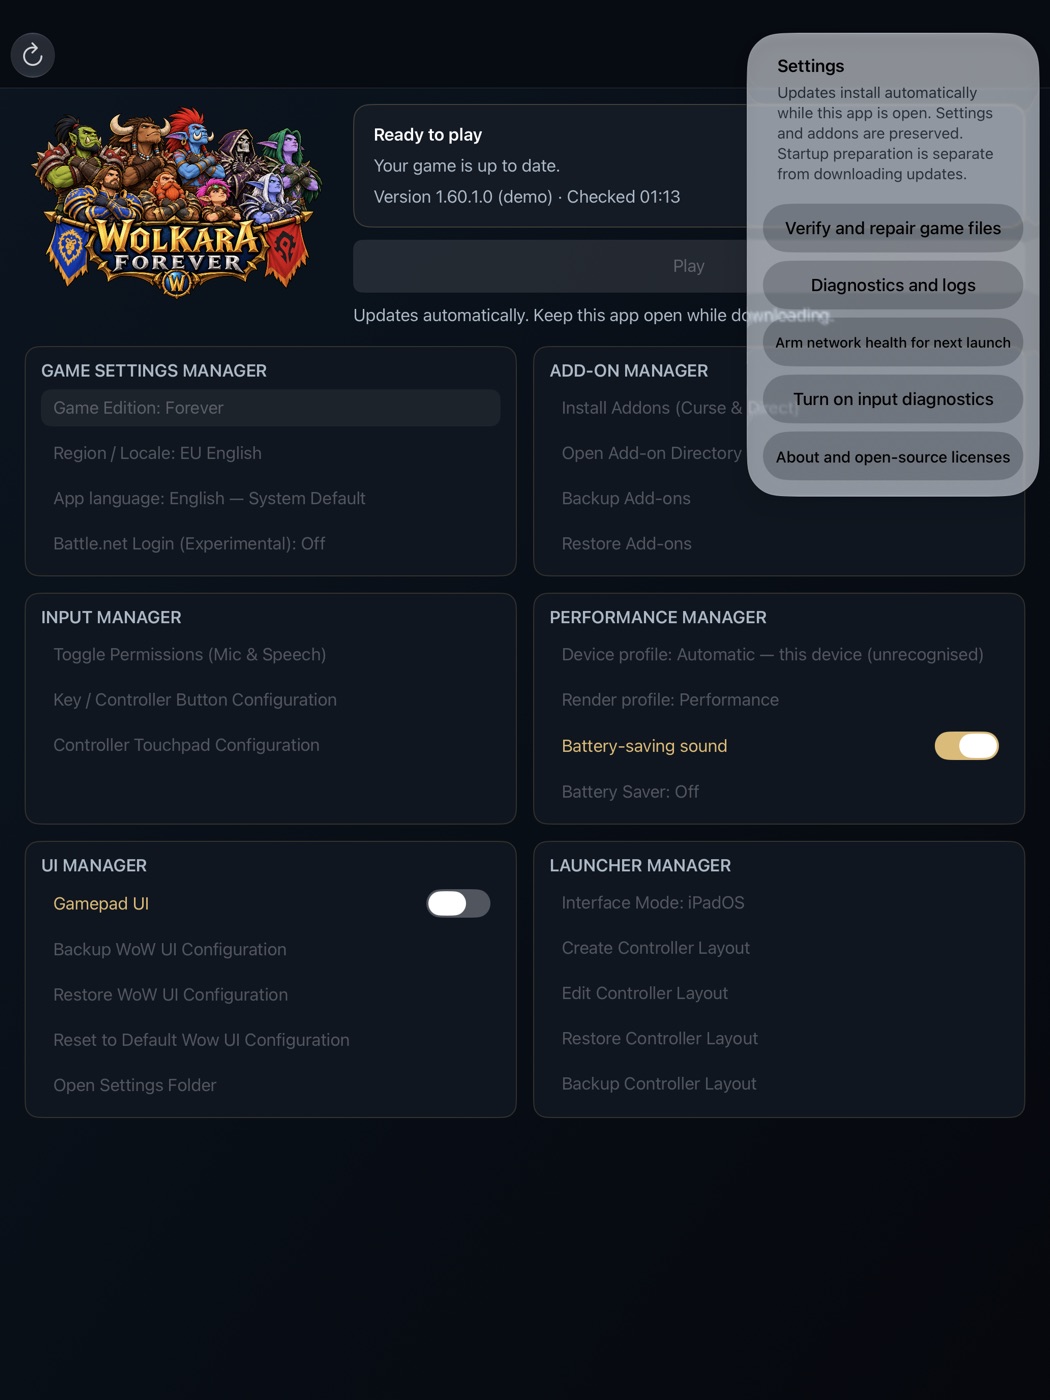 WOLKARA
FOREVER
W
Ready to play
Your game is up to date.
Version 1.60.1.0 (demo) · Checked 01:13
Play
Updates automatically. Keep this app open while downloading.
Settings
Updates install automatically
while this app is open. Settings
and addons are preserved.
Startup preparation is separate
from downloading updates.
Verify and repair game files
Diagnostics and logs
Arm network health for next launch
Turn on input diagnostics
About and open-source licenses
GAME SETTINGS MANAGER
Game Edition: Forever
Region / Locale: EU English
App language: English — System Default
Battle.net Login (Experimental): Off
ADD-ON MANAGER
Install Addons (Curse & Direct)
Open Add-on Directory
Backup Add-ons
Restore Add-ons
INPUT MANAGER
Toggle Permissions (Mic & Speech)
Key / Controller Button Configuration
Controller Touchpad Configuration
PERFORMANCE MANAGER
Device profile: Automatic — this device (unrecognised)
Render profile: Performance
Battery-saving sound
Battery Saver: Off
UI MANAGER
Gamepad UI
Backup WoW UI Configuration
Restore WoW UI Configuration
Reset to Default Wow UI Configuration
Open Settings Folder
LAUNCHER MANAGER
Interface Mode: iPadOS
Create Controller Layout
Edit Controller Layout
Restore Controller Layout
Backup Controller Layout